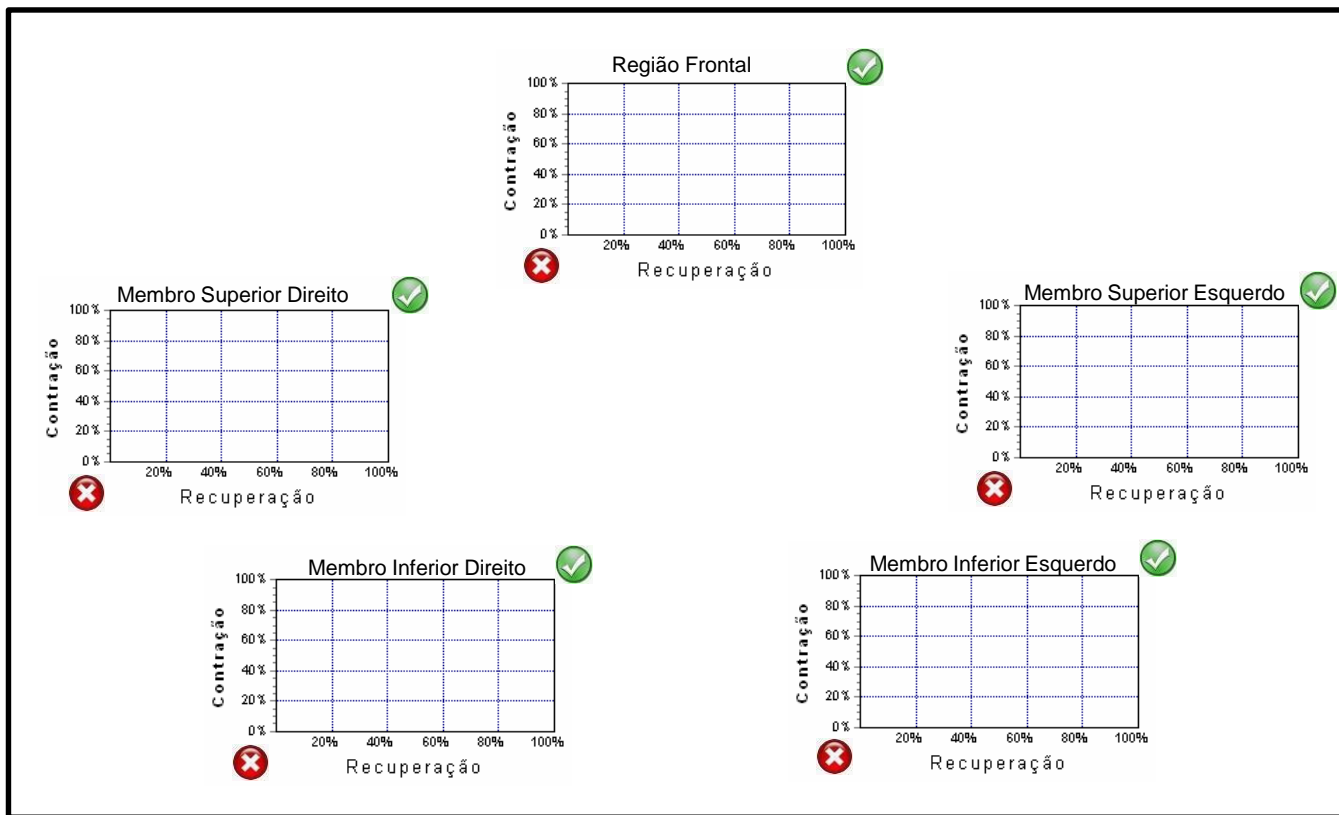 Região Frontal
100%
80%
60%
40%
20%
0%
Contração
20% 40% 60% 80% 100%
Recuperação
Membro Superior Direito
100%
80%
60%
40%
20%
0%
Contração
20% 40% 60% 80% 100%
Recuperação
Membro Superior Esquerdo
100%
80%
60%
40%
20%
0%
Contração
20% 40% 60% 80% 100%
Recuperação
Membro Inferior Direito
100%
80%
60%
40%
20%
0%
Contração
20% 40% 60% 80% 100%
Recuperação
Membro Inferior Esquerdo
100%
80%
60%
40%
20%
0%
Contração
20% 40% 60% 80% 100%
Recuperação